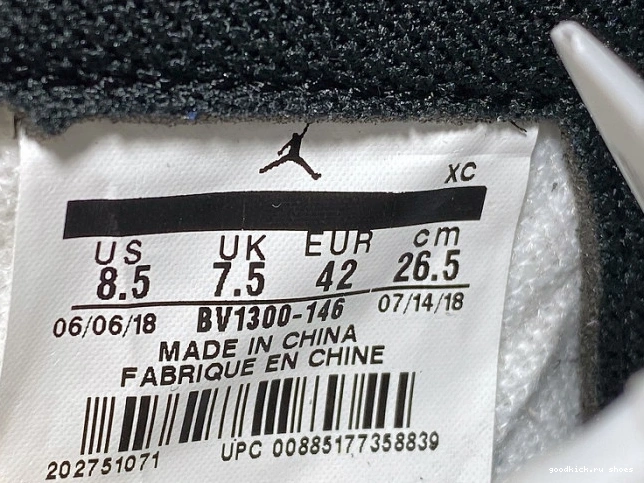 XC
US UK EUR cm
8.5 7.5 42 26.5
06/06/18 BV1300-146 07/14/18
MADE IN CHINA
FABRIQUE EN CHINE
202751071 UPC 00885177358839
goodkich.ru shoes